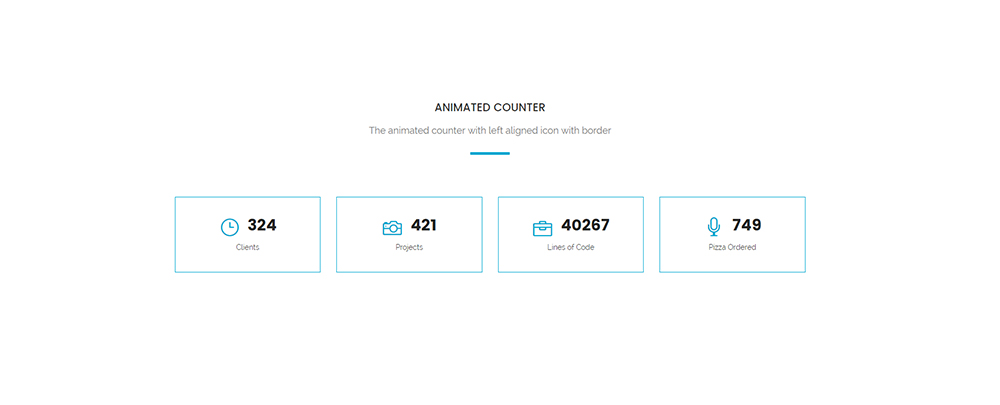 ANIMATED COUNTER
The animated counter with left aligned icon with border
324
Clients
421
Projects
40267
Lines of Code
749
Pizza Ordered